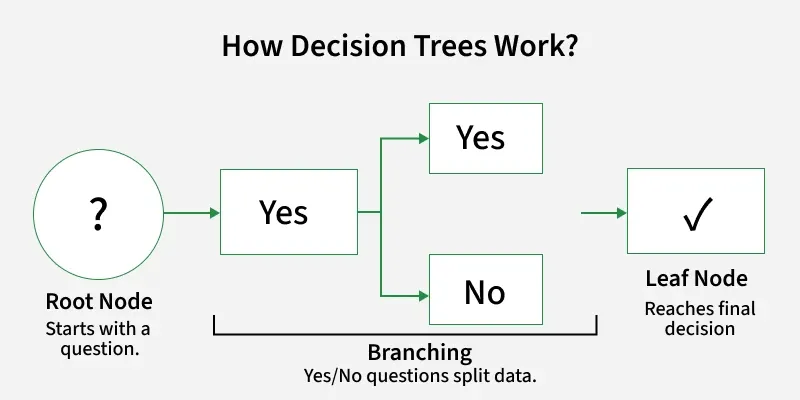 How Decision Trees Work?
?
Yes
Yes
No
✓
Root Node
Starts with a
question.
Branching
Yes/No questions split data.
Leaf Node
Reaches final
decision